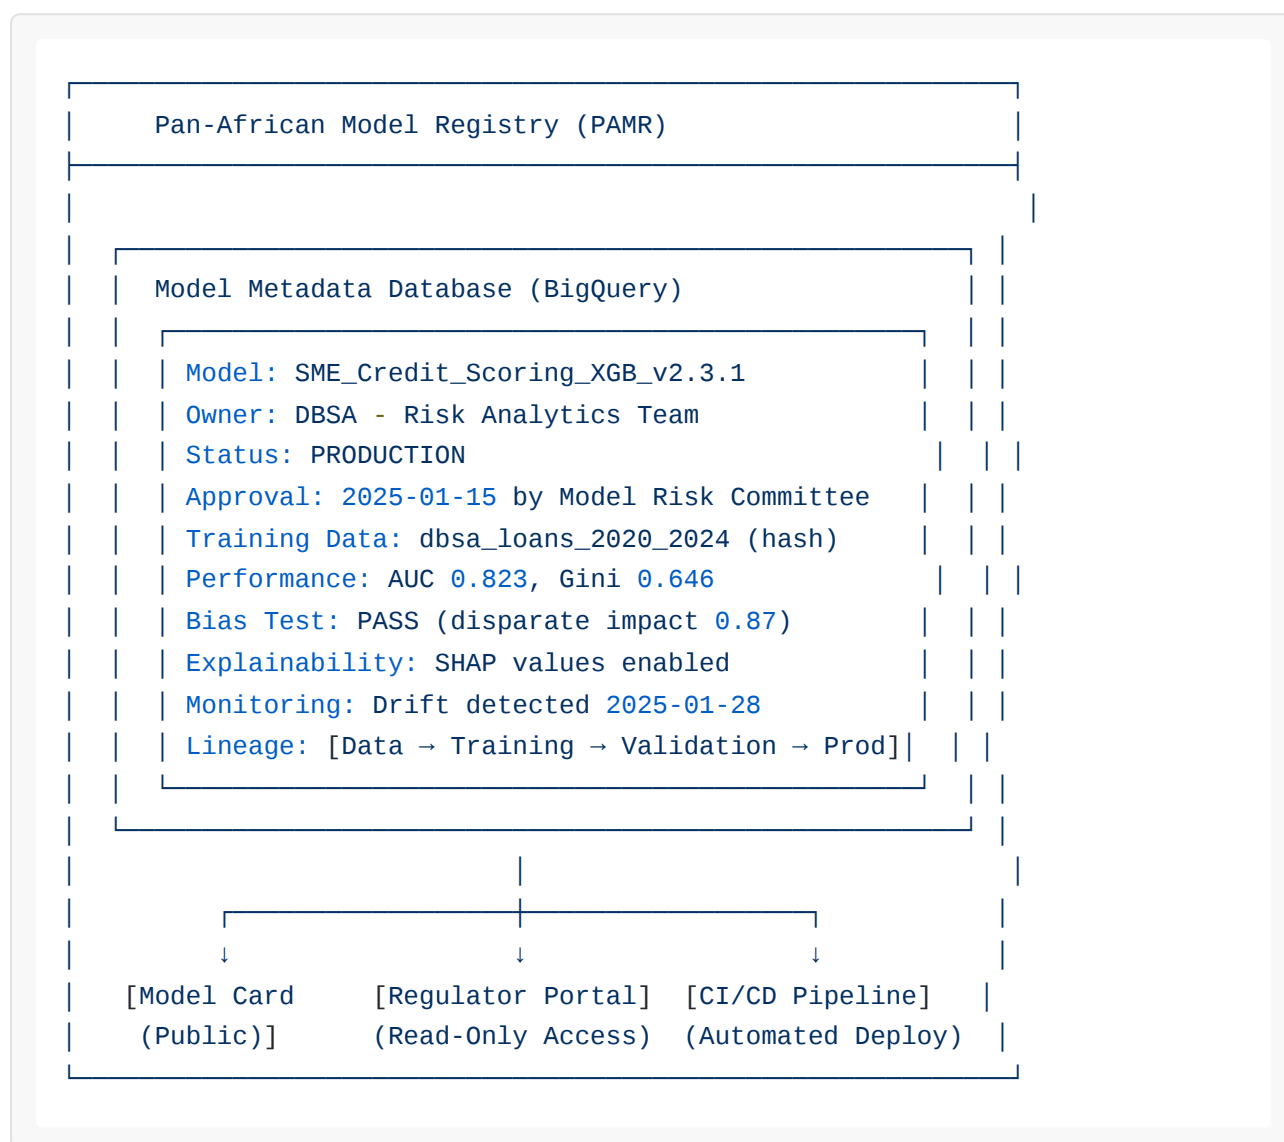 Pan-African Model Registry (PAMR)
Model Metadata Database (BigQuery)
Model: SME_Credit_Scoring_XGB_v2.3.1
Owner: DBSA - Risk Analytics Team
Status: PRODUCTION
Approval: 2025-01-15 by Model Risk Committee
Training Data: dbsa_loans_2020_2024 (hash)
Performance: AUC 0.823, Gini 0.646
Bias Test: PASS (disparate impact 0.87)
Explainability: SHAP values enabled
Monitoring: Drift detected 2025-01-28
Lineage: [Data → Training → Validation → Prod]
↓ ↓ ↓
[Model Card [Regulator Portal] [CI/CD Pipeline]
(Public)] (Read-Only Access) (Automated Deploy)